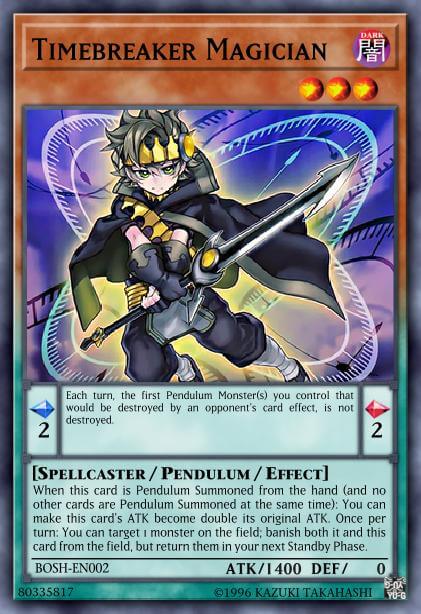 TIMEBREAKER MAGICIAN
DARK
闇
Each turn, the first Pendulum Monster(s) you control
that would be destroyed by an opponent's card effect, is not
destroyed.
2
2
[SPELLCASTER / PENDULUM / EFFECT]
When this card is Pendulum Summoned from the hand (and no
other cards are Pendulum Summoned at the same time): You can
make this card's ATK become double its original ATK. Once per
turn: You can target 1 monster on the field; banish both it and this
card from the field, but return them in your next Standby Phase.
BOSH-EN002
ATK/1400 DEF/ 0
80335817
©1996 KAZUKI TAKAHASHI